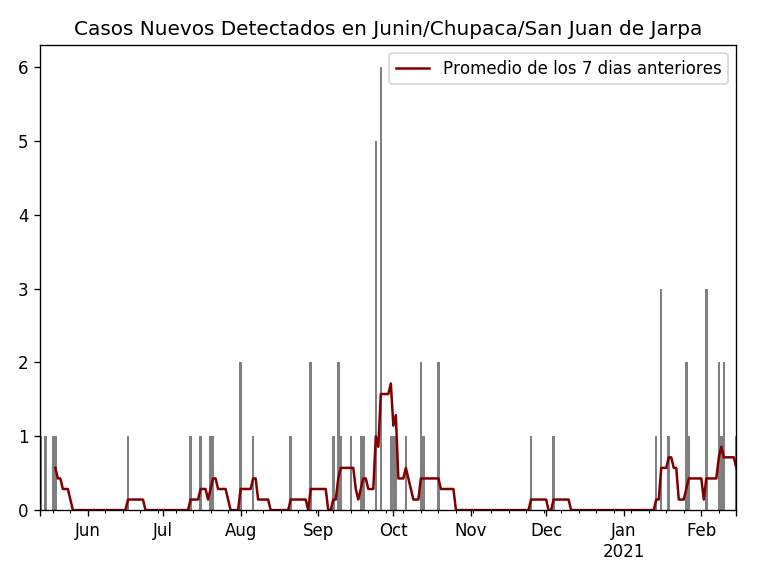 Casos Nuevos Detectados en Junin/Chupaca/San Juan de Jarpa
Promedio de los 7 dias anteriores
6
5
4
3
2
1
0
Jun Jul Aug Sep Oct Nov Dec Jan Feb
2021